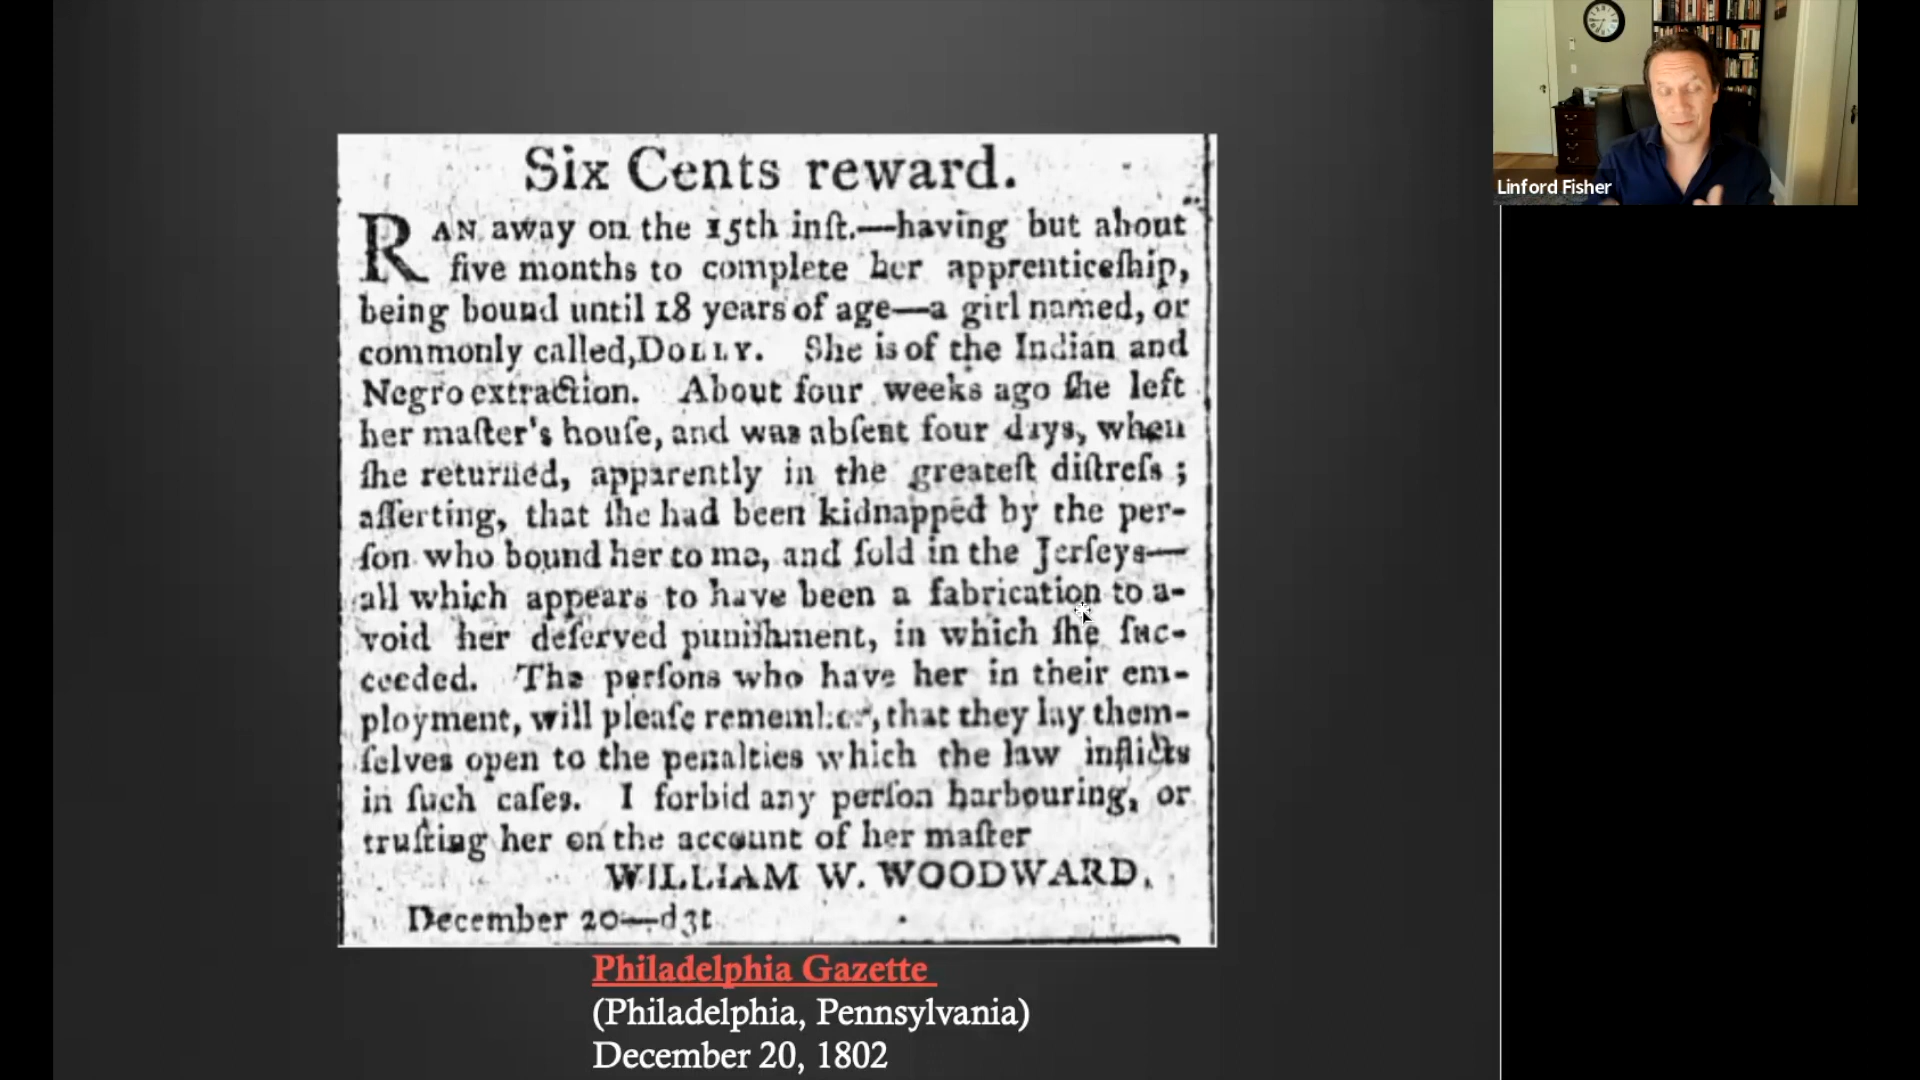 Six Cents reward.
RAN away on the 15th inſt.—having but about
five months to complete her apprenticeſhip,
being bound until 18 years of age—a girl named, or
commonly called, DOLLY. She is of the Indian and
Negro extraction. About four weeks ago ſhe left
her maſter's houſe, and was abſent four days, when
ſhe returned, apparently in the greateſt diſtreſs ;
aſſerting, that ſhe had been kidnapped by the per-
ſon who bound her to me, and ſold in the Jerſeys—
all which appears to have been a fabrication to a-
void her deſerved puniſhment, in which ſhe ſuc-
ceeded. The perſons who have her in their em-
ployment, will pleaſe remember, that they lay them-
ſelves open to the penalties which the law inflicts
in ſuch caſes. I forbid any perſon harbouring, or
truſting her on the account of her maſter
WILLIAM W. WOODWARD.
December 20—d3t
Philadelphia Gazette
(Philadelphia, Pennsylvania)
December 20, 1802
Linford Fisher